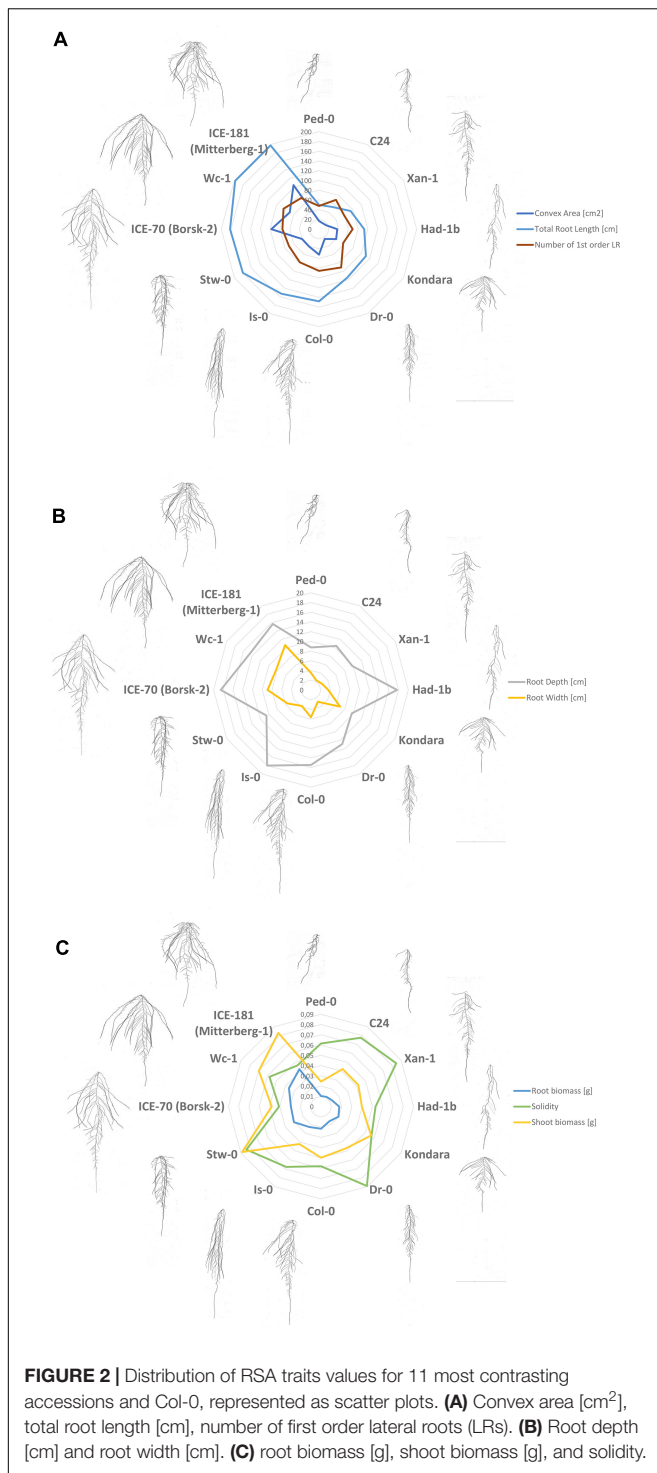 A
Ped-0
C24
Xan-1
Had-1b
Kondara
Dr-0
Col-0
Is-0
Stw-0
ICE-70 (Borsk-2)
Wc-1
ICE-181
(Mitterberg-1)
200
180
160
140
120
100
80
60
40
20
0
Convex Area [cm2]
Total Root Length [cm]
Number of 1st order LR
B
Ped-0
C24
Xan-1
Had-1b
Kondara
Dr-0
Col-0
Is-0
Stw-0
ICE-70 (Borsk-2)
Wc-1
ICE-181
(Mitterberg-1)
20
18
16
14
12
10
8
6
4
2
0
Root Depth [cm]
Root Width [cm]
C
Ped-0
C24
Xan-1
Had-1b
Kondara
Dr-0
Col-0
Is-0
Stw-0
ICE-70 (Borsk-2)
Wc-1
ICE-181
(Mitterberg-1)
0,09
0,08
0,07
0,06
0,05
0,04
0,03
0,02
0,01
0
Root biomass [g]
Solidity
Shoot biomass [g]
FIGURE 2 | Distribution of RSA traits values for 11 most contrasting
accessions and Col-0, represented as scatter plots. (A) Convex area [cm²],
total root length [cm], number of first order lateral roots (LRs). (B) Root depth
[cm] and root width [cm]. (C) root biomass [g], shoot biomass [g], and solidity.